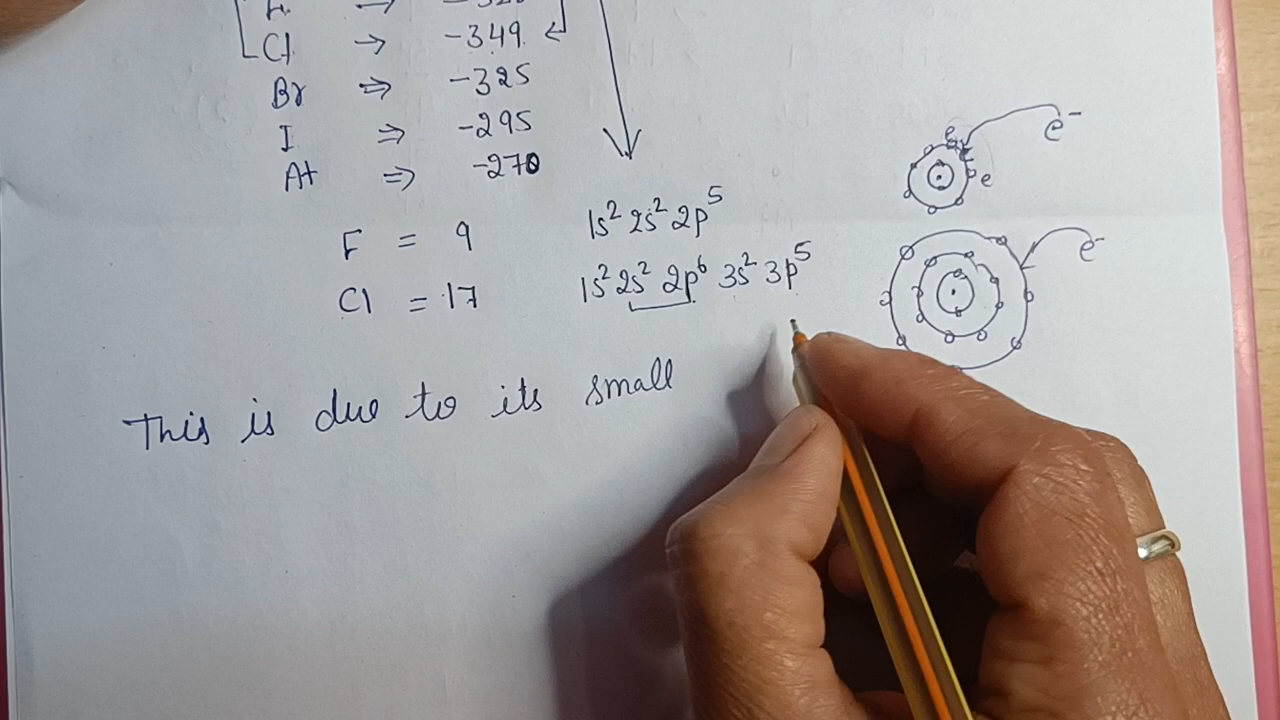 Cl → -349
Br ⇒ -325
I ⇒ -295
At ⇒ -270
F = 9 1s² 2s² 2p⁵
Cl = 17 1s² 2s² 2p⁶ 3s² 3p⁵
This is due to its small
e⁻
e
e
e⁻